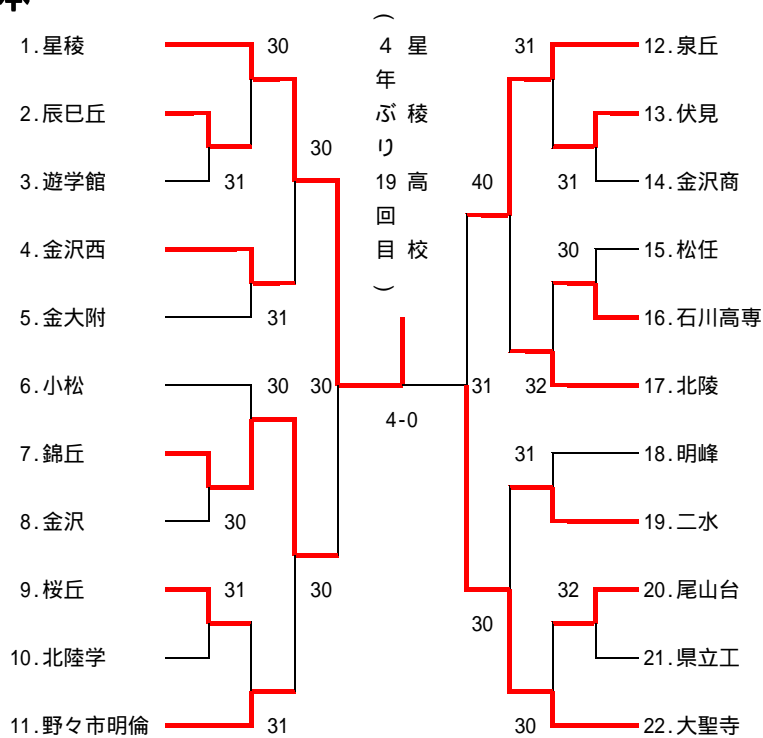 1.星稜
2.辰巳丘
3.遊学館
4.金沢西
5.金大附
6.小松
7.錦丘
8.金沢
9.桜丘
10.北陸学
11.野々市明倫
30
31
31
30
30
31
31
30
30
30
星稜高校
(4年ぶり19回目)
4-0
31
31
40
30
32
31
31
32
30
30
12.泉丘
13.伏見
14.金沢商
15.松任
16.石川高専
17.北陵
18.明峰
19.二水
20.尾山台
21.県立工
22.大聖寺